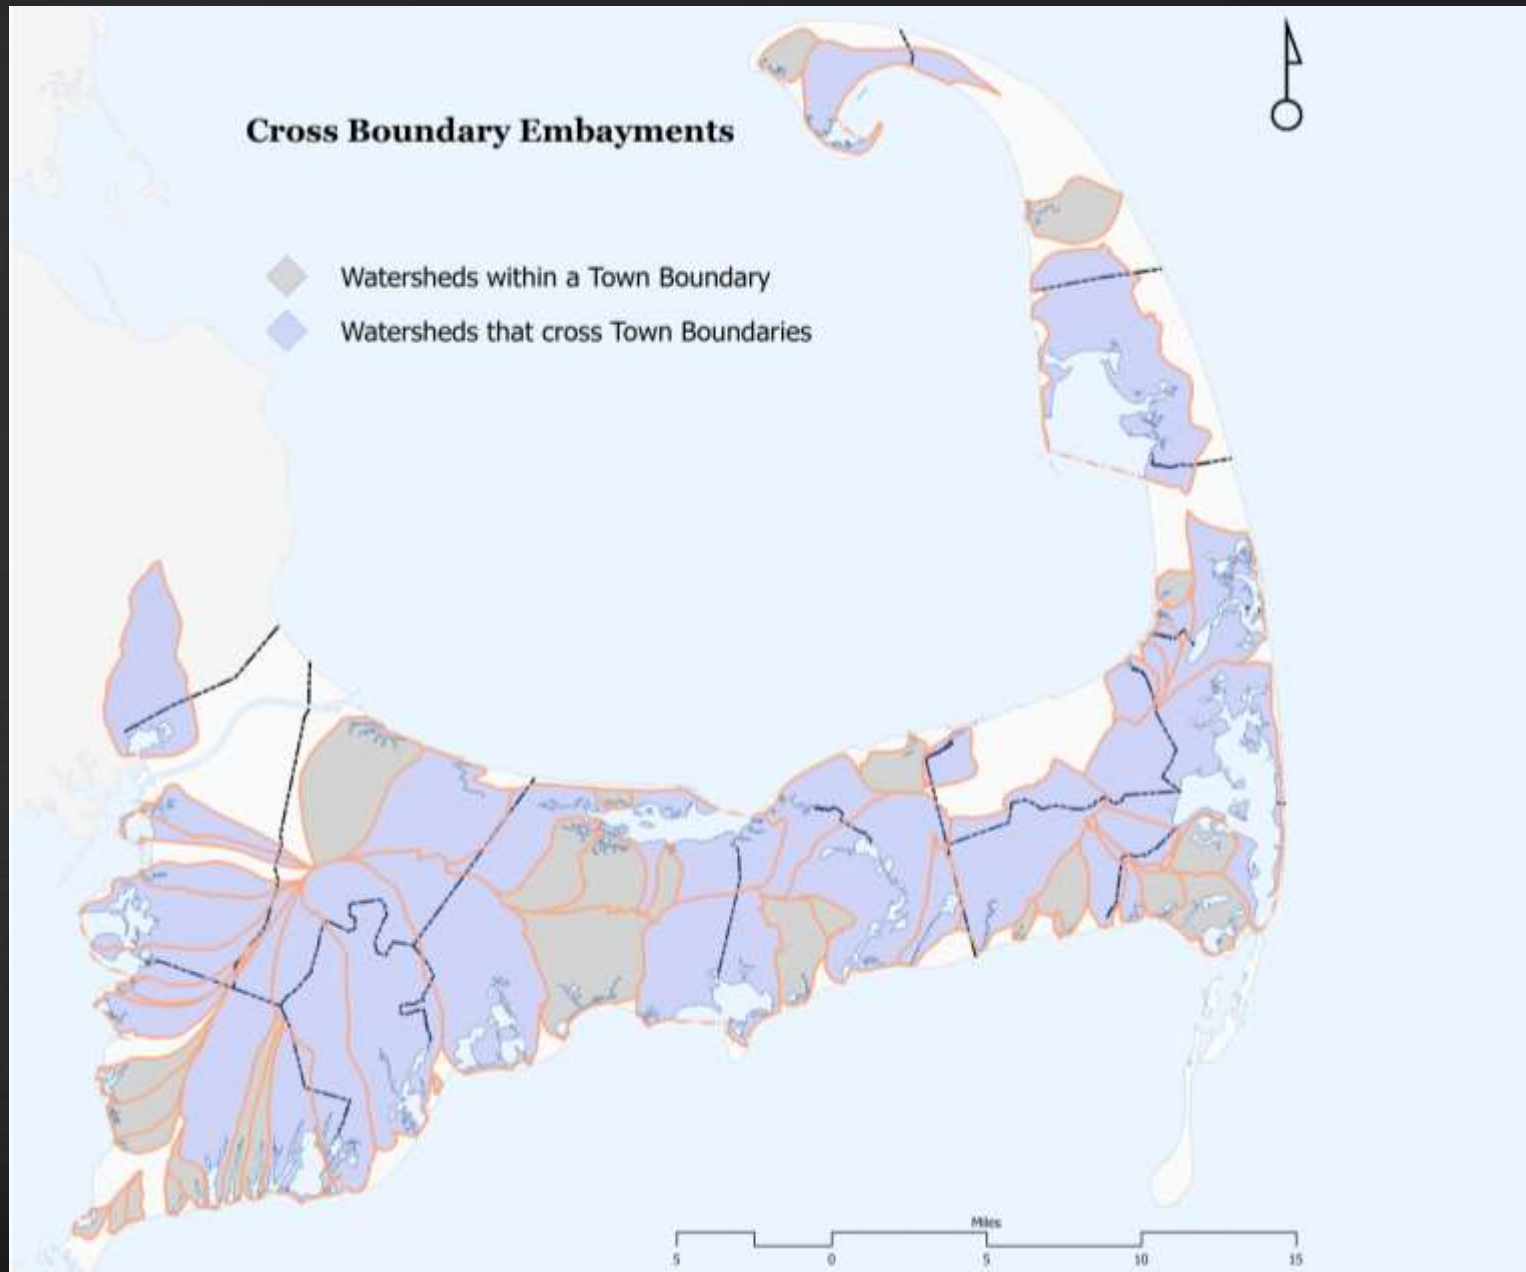 Cross Boundary Embayments
Watersheds within a Town Boundary
Watersheds that cross Town Boundaries
Miles
5 0 5 10 15